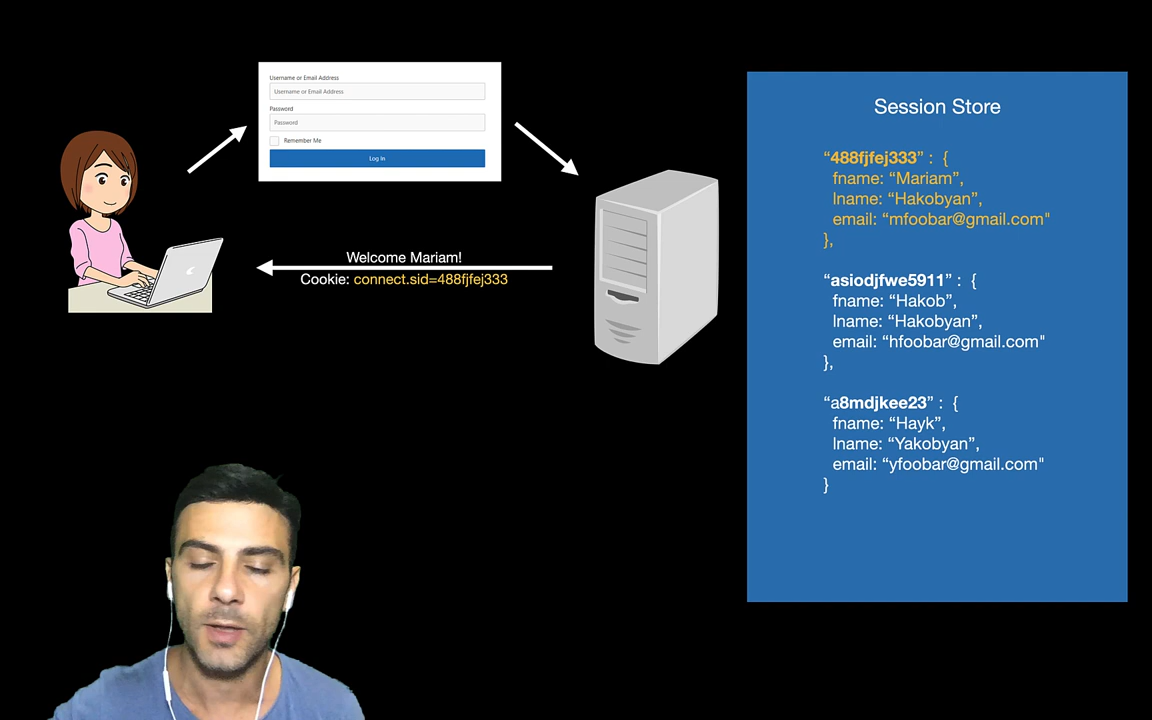 Username or Email Address
Username or Email Address
Password
Password
Remember Me
Log In
Welcome Mariam!
Cookie: connect.sid=488fjfej333
Session Store
“488fjfej333” : {
fname: “Mariam”,
lname: “Hakobyan”,
email: “mfoobar@gmail.com"
},
“asiodjfwe5911” : {
fname: “Hakob”,
lname: “Hakobyan”,
email: “hfoobar@gmail.com"
},
“a8mdjkee23” : {
fname: “Hayk”,
lname: “Yakobyan”,
email: “yfoobar@gmail.com"
}